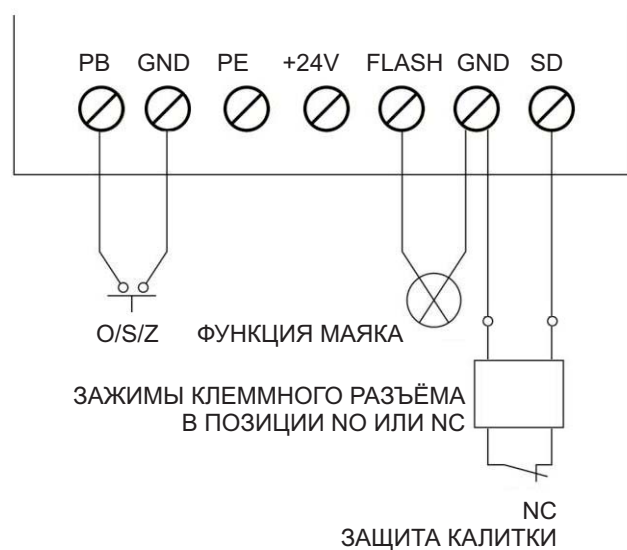 PB GND PE +24V FLASH GND SD
O/S/Z ФУНКЦИЯ МАЯКА
ЗАЖИМЫ КЛЕММНОГО РАЗЪЁМА
В ПОЗИЦИИ NO ИЛИ NC
NC
ЗАЩИТА КАЛИТКИ